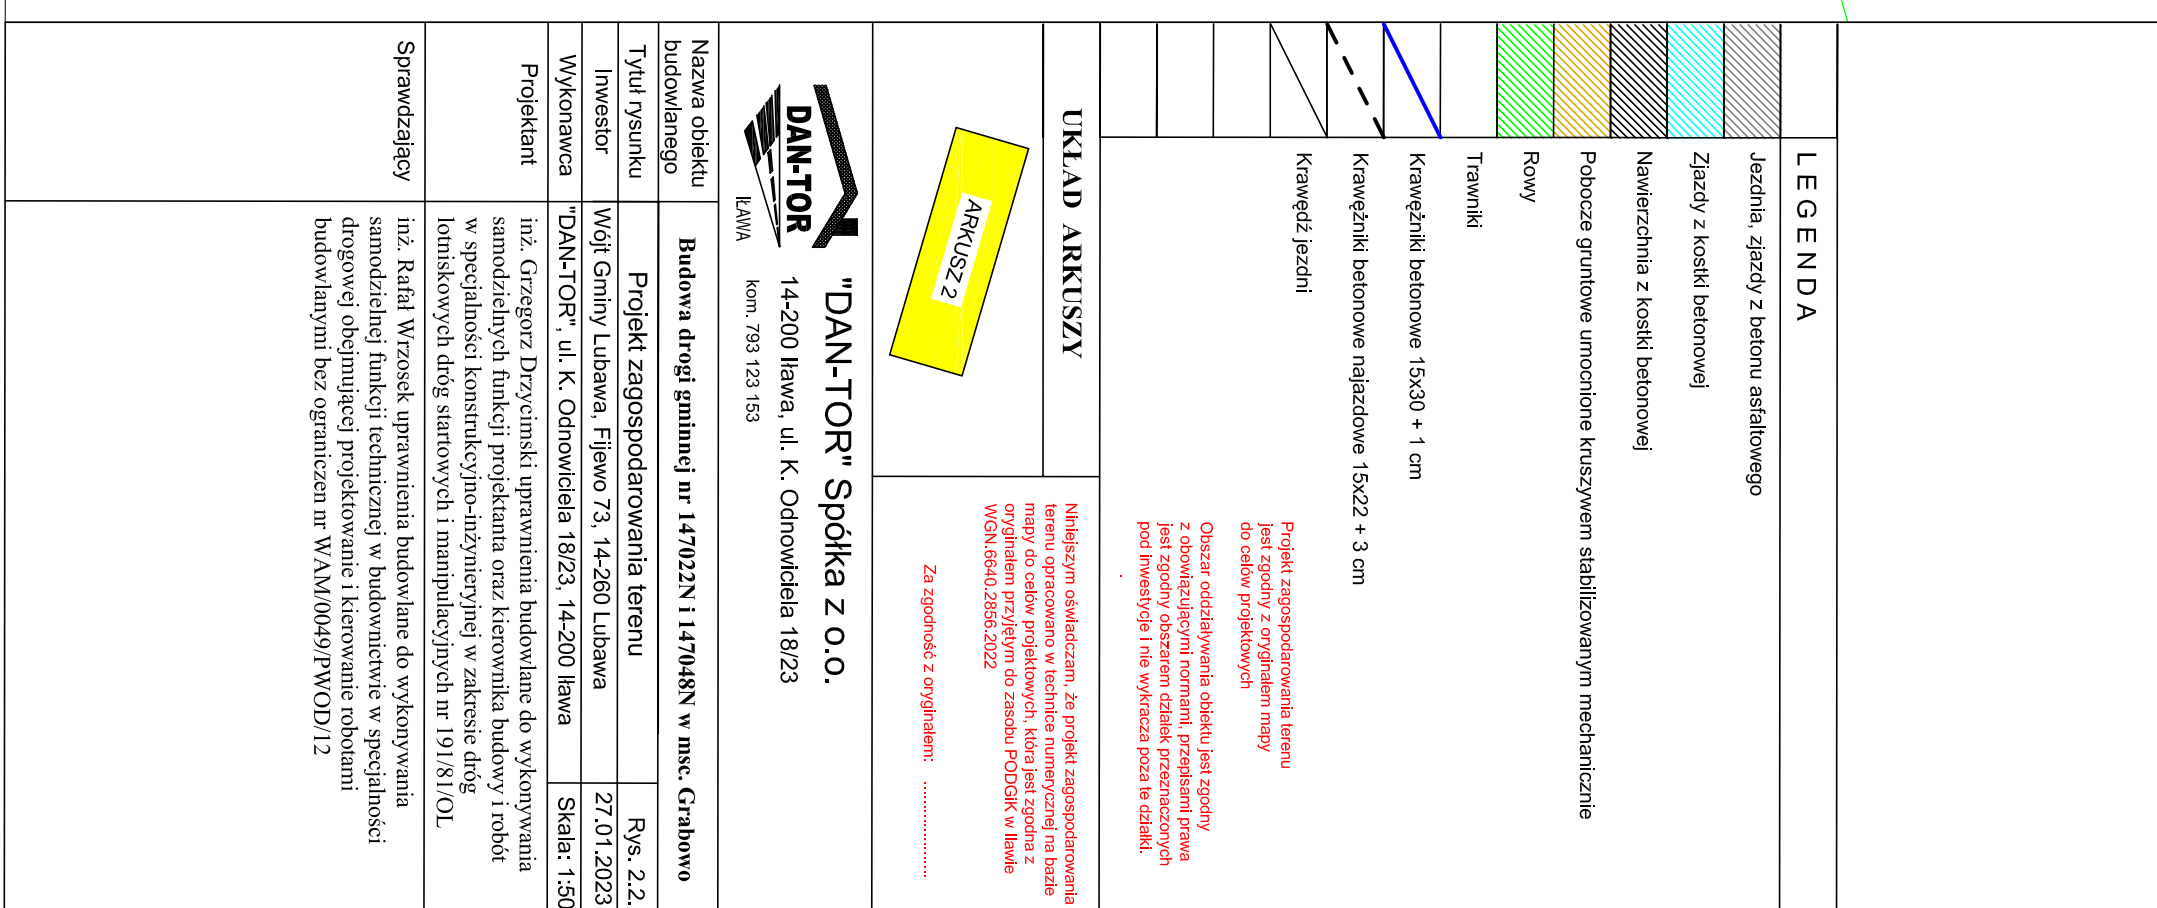 L E G E N D A
Jezdnia, zjazdy z betonu asfaltowego
Zjazdy z kostki betonowej
Nawierzchnia z kostki betonowej
Pobocze gruntowe umocnione kruszywem stabilizowanym mechanicznie
Rowy
Trawniki
Krawężniki betonowe 15x30 + 1 cm
Krawężniki betonowe najazdowe 15x22 + 3 cm
Krawędź jezdni
Projekt zagospodarowania terenu
jest zgodny z oryginałem mapy
do celów projektowych
Obszar oddziaływania obiektu jest zgodny
z obowiązującymi normami, przepisami prawa
jest zgodny obszarem działek przeznaczonych
pod inwestycje i nie wykracza poza te działki.
.
UKŁAD ARKUSZY
ARKUSZ 2
Niniejszym oświadczam, że projekt zagospodarowania
terenu opracowano w technice numerycznej na bazie
mapy do celów projektowych, która jest zgodna z
oryginałem przyjętym do zasobu PODGiK w Iławie
WGN.6640.2856.2022
Za zgodność z oryginałem: ......................
DAN-TOR
IŁAWA
"DAN-TOR" Spółka z o.o.
14-200 Iława, ul. K. Odnowiciela 18/23
kom. 793 123 153
Nazwa obiektu
budowlanego
Budowa drogi gminnej nr 147022N i 147048N w msc. Grabowo
Tytuł rysunku
Projekt zagospodarowania terenu
Rys. 2.2.
Inwestor
Wójt Gminy Lubawa, Fijewo 73, 14-260 Lubawa
27.01.2023
Wykonawca
"DAN-TOR", ul. K. Odnowiciela 18/23, 14-200 Iława
Skala: 1:50
Projektant
inż. Grzegorz Drzycimski uprawnienia budowlane do wykonywania
samodzielnych funkcji projektanta oraz kierownika budowy i robót
w specjalności konstrukcyjno-inżynieryjnej w zakresie dróg
lotniskowych dróg startowych i manipulacyjnych nr 191/81/OL
Sprawdzający
inż. Rafał Wrzosek uprawnienia budowlane do wykonywania
samodzielnej funkcji technicznej w budownictwie w specjalności
drogowej obejmującej projektowanie i kierowanie robotami
budowlanymi bez ograniczen nr WAM/0049/PWOD/12